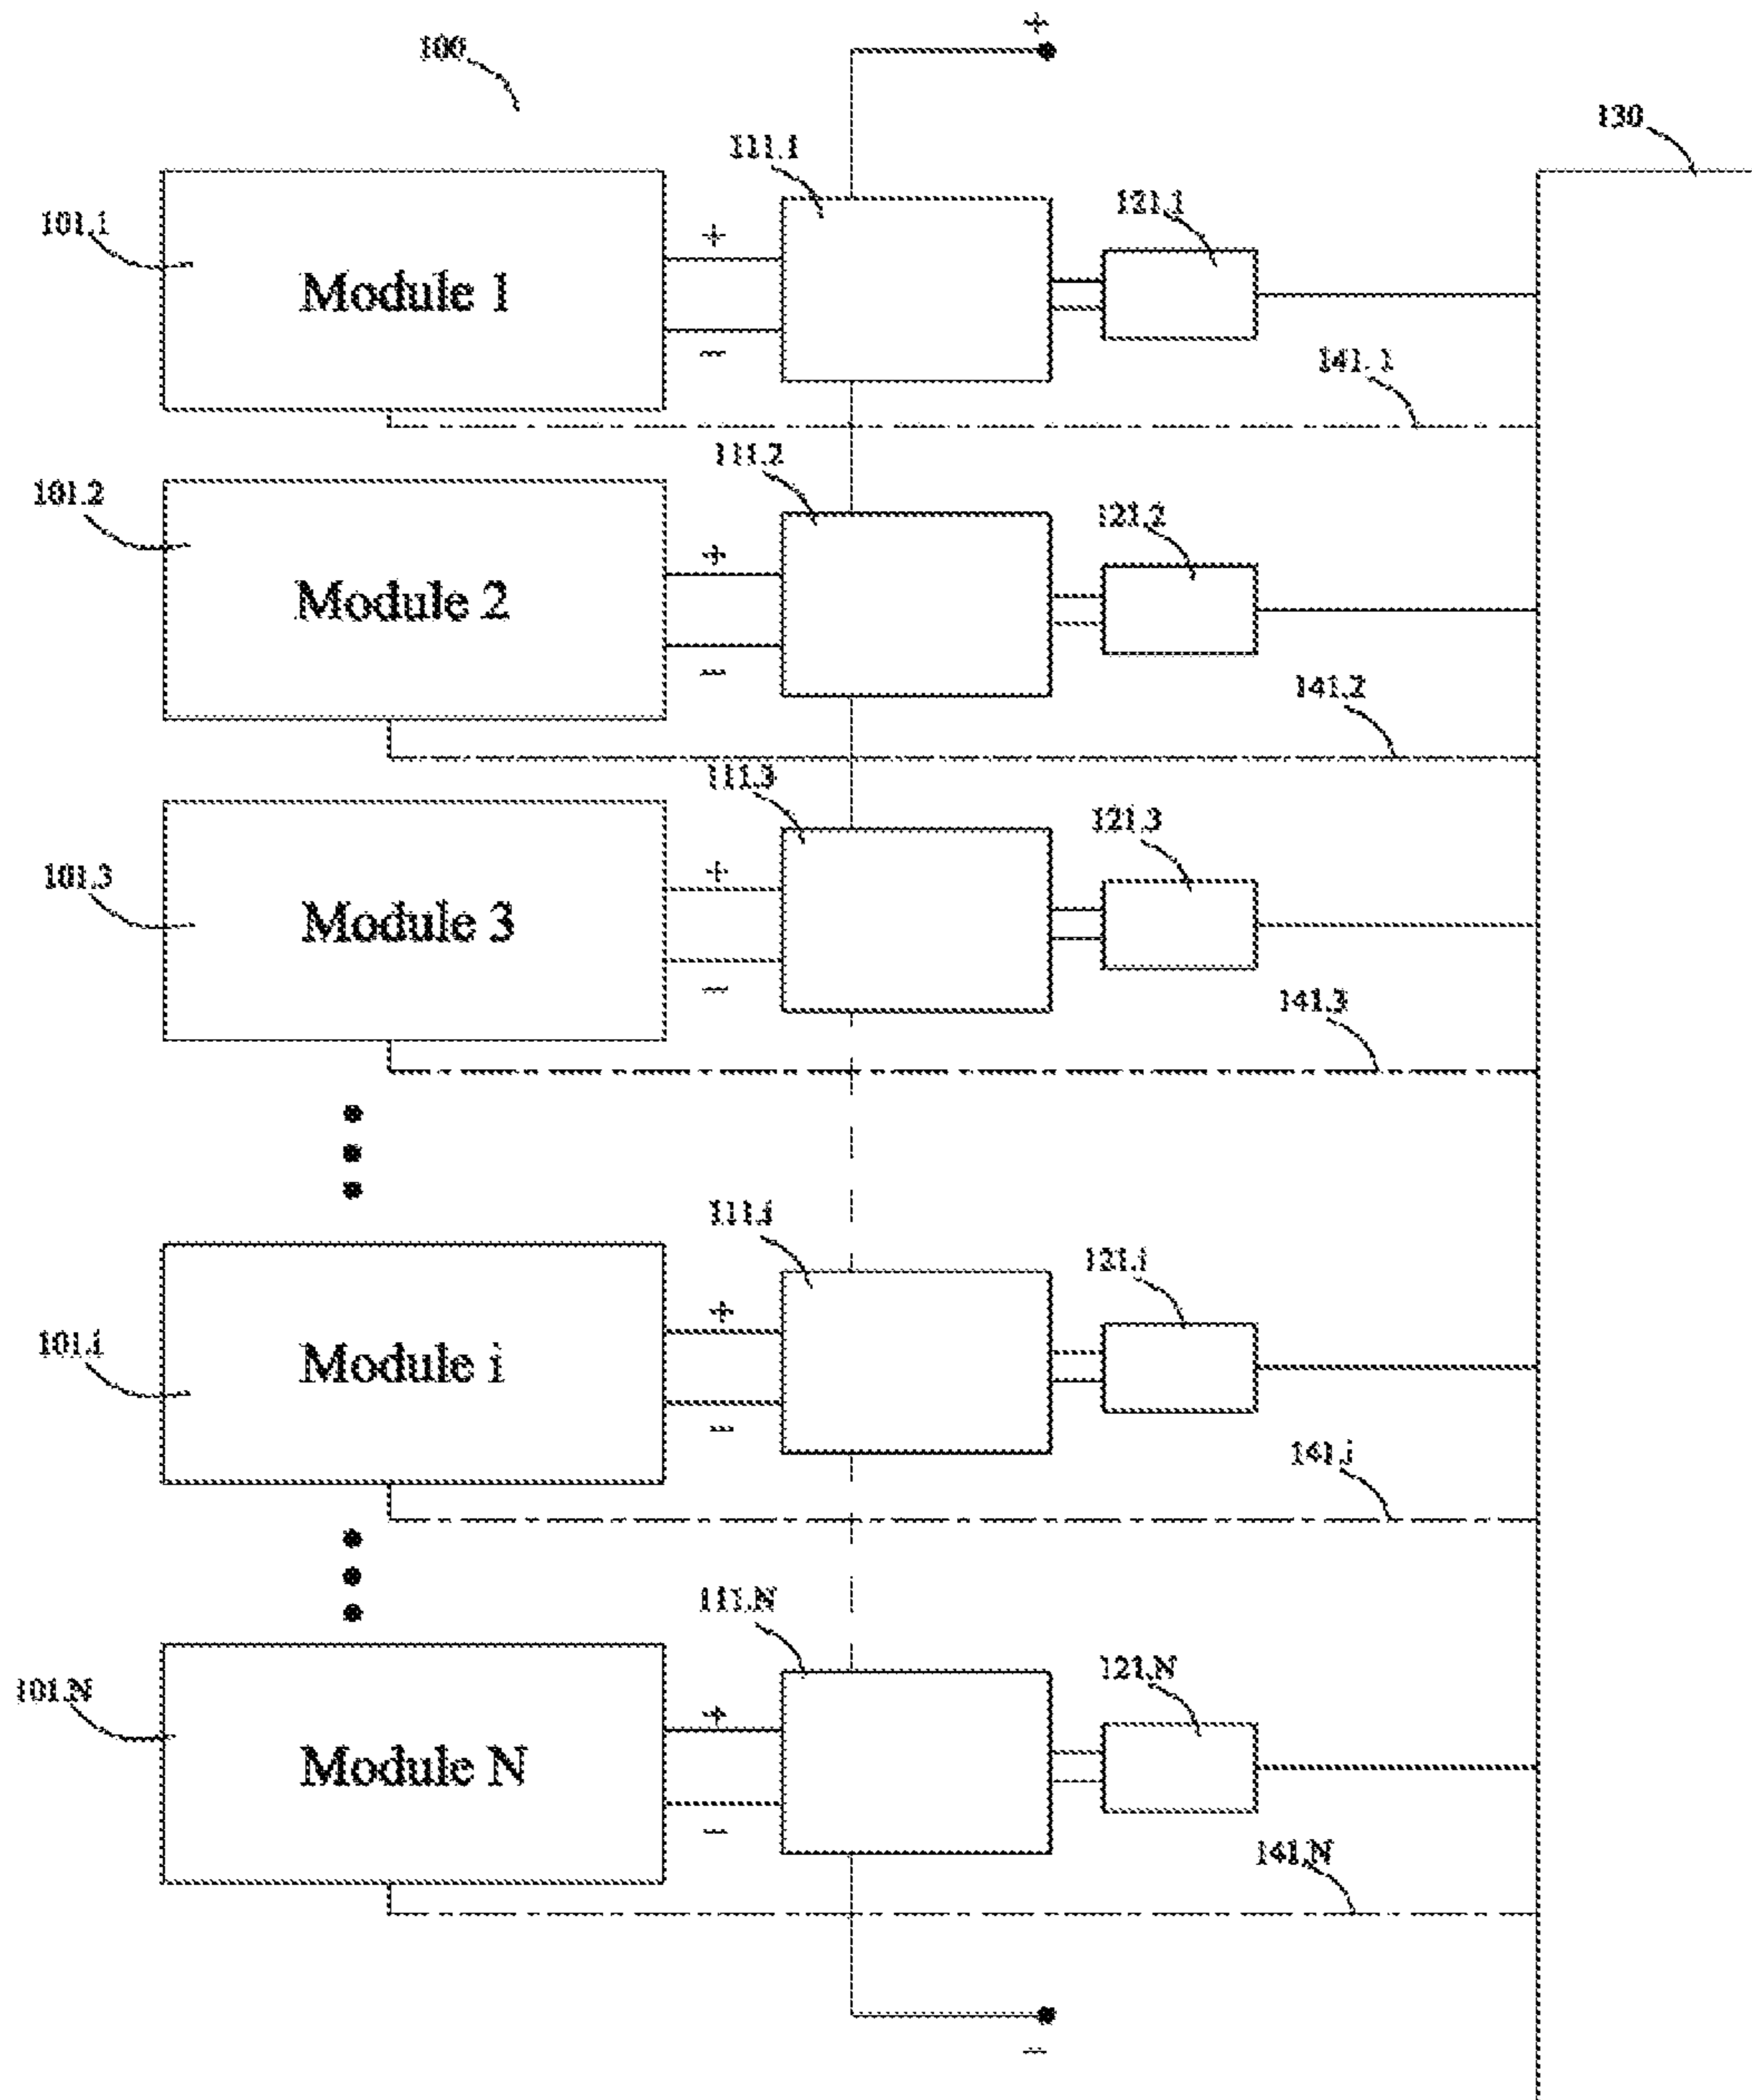 +
100
130
111.1
121.1
101.1
+
Module 1
–
141.1
111.2
101.2
121.2
+
Module 2
–
141.2
111.3
121.3
101.3
+
Module 3
–
141.3
111.i
121.i
101.i
+
Module i
–
141.i
111.N
121.N
101.N
+
Module N
–
141.N
–